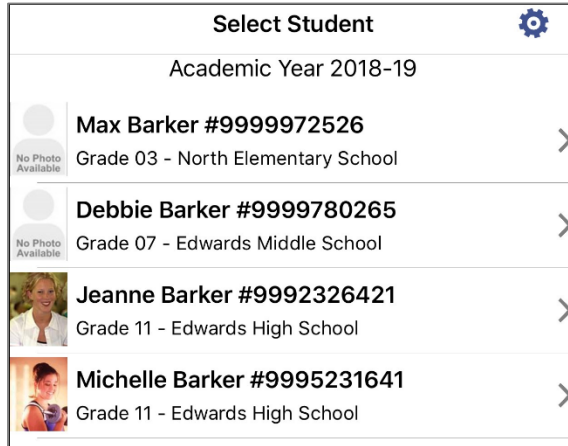 Select Student
Academic Year 2018-19
Max Barker #9999972526
Grade 03 - North Elementary School
No Photo
Available
Debbie Barker #9999780265
Grade 07 - Edwards Middle School
No Photo
Available
Jeanne Barker #9992326421
Grade 11 - Edwards High School
Michelle Barker #9995231641
Grade 11 - Edwards High School